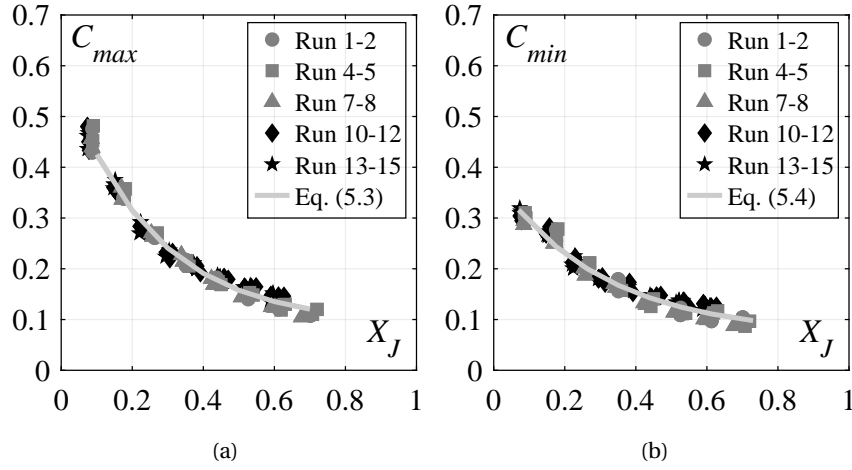 0.7
0.6
0.5
0.4
0.3
0.2
0.1
0
0 0.2 0.4 0.6 0.8 1
C_max
X_J
Run 1-2
Run 4-5
Run 7-8
Run 10-12
Run 13-15
Eq. (5.3)
(a)
0.7
0.6
0.5
0.4
0.3
0.2
0.1
0
0 0.2 0.4 0.6 0.8 1
C_min
X_J
Run 1-2
Run 4-5
Run 7-8
Run 10-12
Run 13-15
Eq. (5.4)
(b)